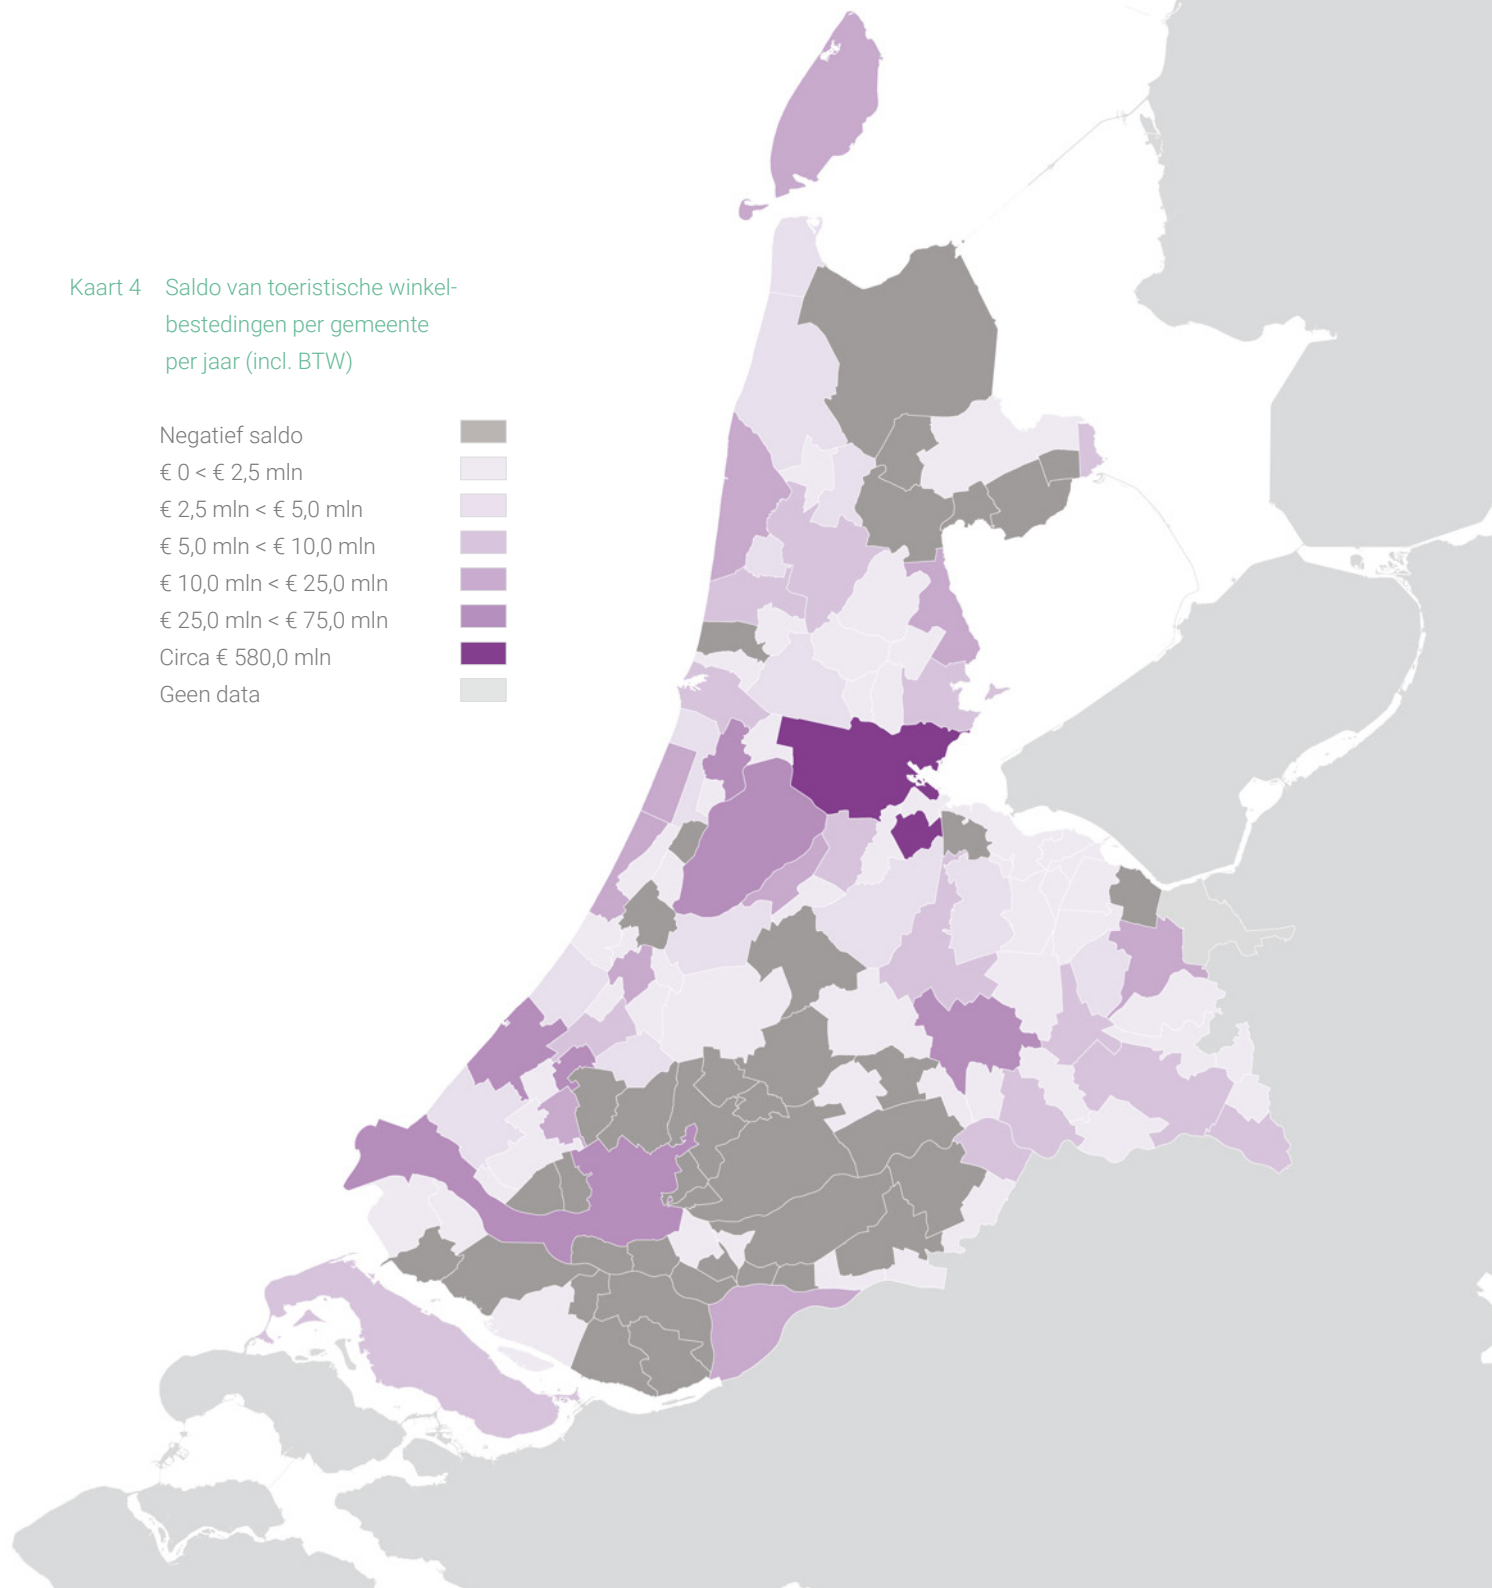 Kaart 4 Saldo van toeristische winkel-
bestedingen per gemeente
per jaar (incl. BTW)
Negatief saldo
€ 0 < € 2,5 mln
€ 2,5 mln < € 5,0 mln
€ 5,0 mln < € 10,0 mln
€ 10,0 mln < € 25,0 mln
€ 25,0 mln < € 75,0 mln
Circa € 580,0 mln
Geen data